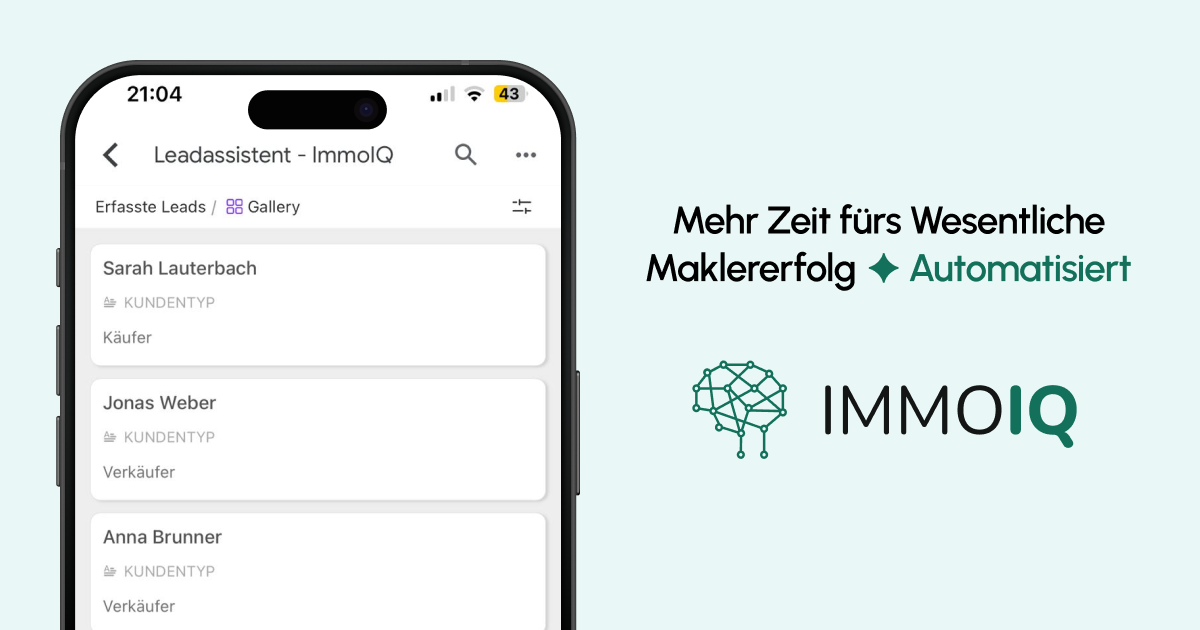 21:04
43
Leadassistent - ImmoIQ
Erfasste Leads / Gallery
Sarah Lauterbach
KUNDENTYP
Käufer
Jonas Weber
KUNDENTYP
Verkäufer
Anna Brunner
KUNDENTYP
Verkäufer
Mehr Zeit fürs Wesentliche
Maklererfolg ✦ Automatisiert
IMMOIQ